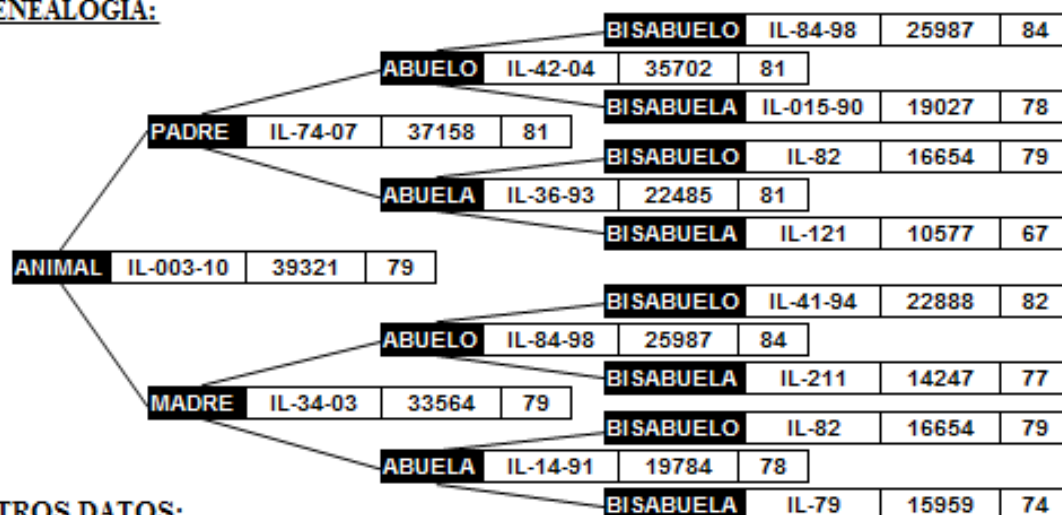 ENEALOGÍA:
BISABUELO IL-84-98 25987 84
ABUELO IL-42-04 35702 81
BISABUELA IL-015-90 19027 78
PADRE IL-74-07 37158 81
BISABUELO IL-82 16654 79
ABUELA IL-36-93 22485 81
BISABUELA IL-121 10577 67
ANIMAL IL-003-10 39321 79
BISABUELO IL-41-94 22888 82
ABUELO IL-84-98 25987 84
BISABUELA IL-211 14247 77
MADRE IL-34-03 33564 79
BISABUELO IL-82 16654 79
ABUELA IL-14-91 19784 78
BISABUELA IL-79 15959 74
TROS DATOS: